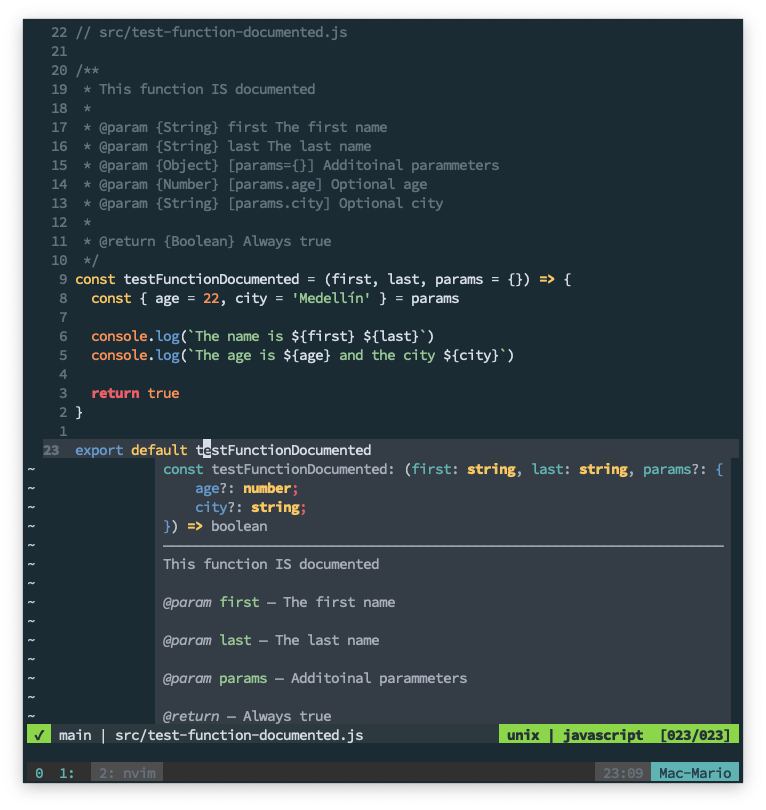 22 // src/test-function-documented.js
21
20 /**
19  * This function IS documented
18  *
17  * @param {String} first The first name
16  * @param {String} last The last name
15  * @param {Object} [params={}] Additoinal parammeters
14  * @param {Number} [params.age] Optional age
13  * @param {String} [params.city] Optional city
12  *
11  * @return {Boolean} Always true
10  */
9 const testFunctionDocumented = (first, last, params = {}) => {
8   const { age = 22, city = 'Medellín' } = params
7
6   console.log(`The name is ${first} ${last}`)
5   console.log(`The age is ${age} and the city ${city}`)
4
3   return true
2 }
1
23 export default testFunctionDocumented
~ const testFunctionDocumented: (first: string, last: string, params?: {
~     age?: number;
~     city?: string;
~ }) => boolean
~
~ This function IS documented
~
~ @param first — The first name
~
~ @param last — The last name
~
~ @param params — Additoinal parammeters
~
~ @return — Always true
✓ main | src/test-function-documented.js unix | javascript [023/023]
0 1: 2: nvim 23:09 Mac-Mario